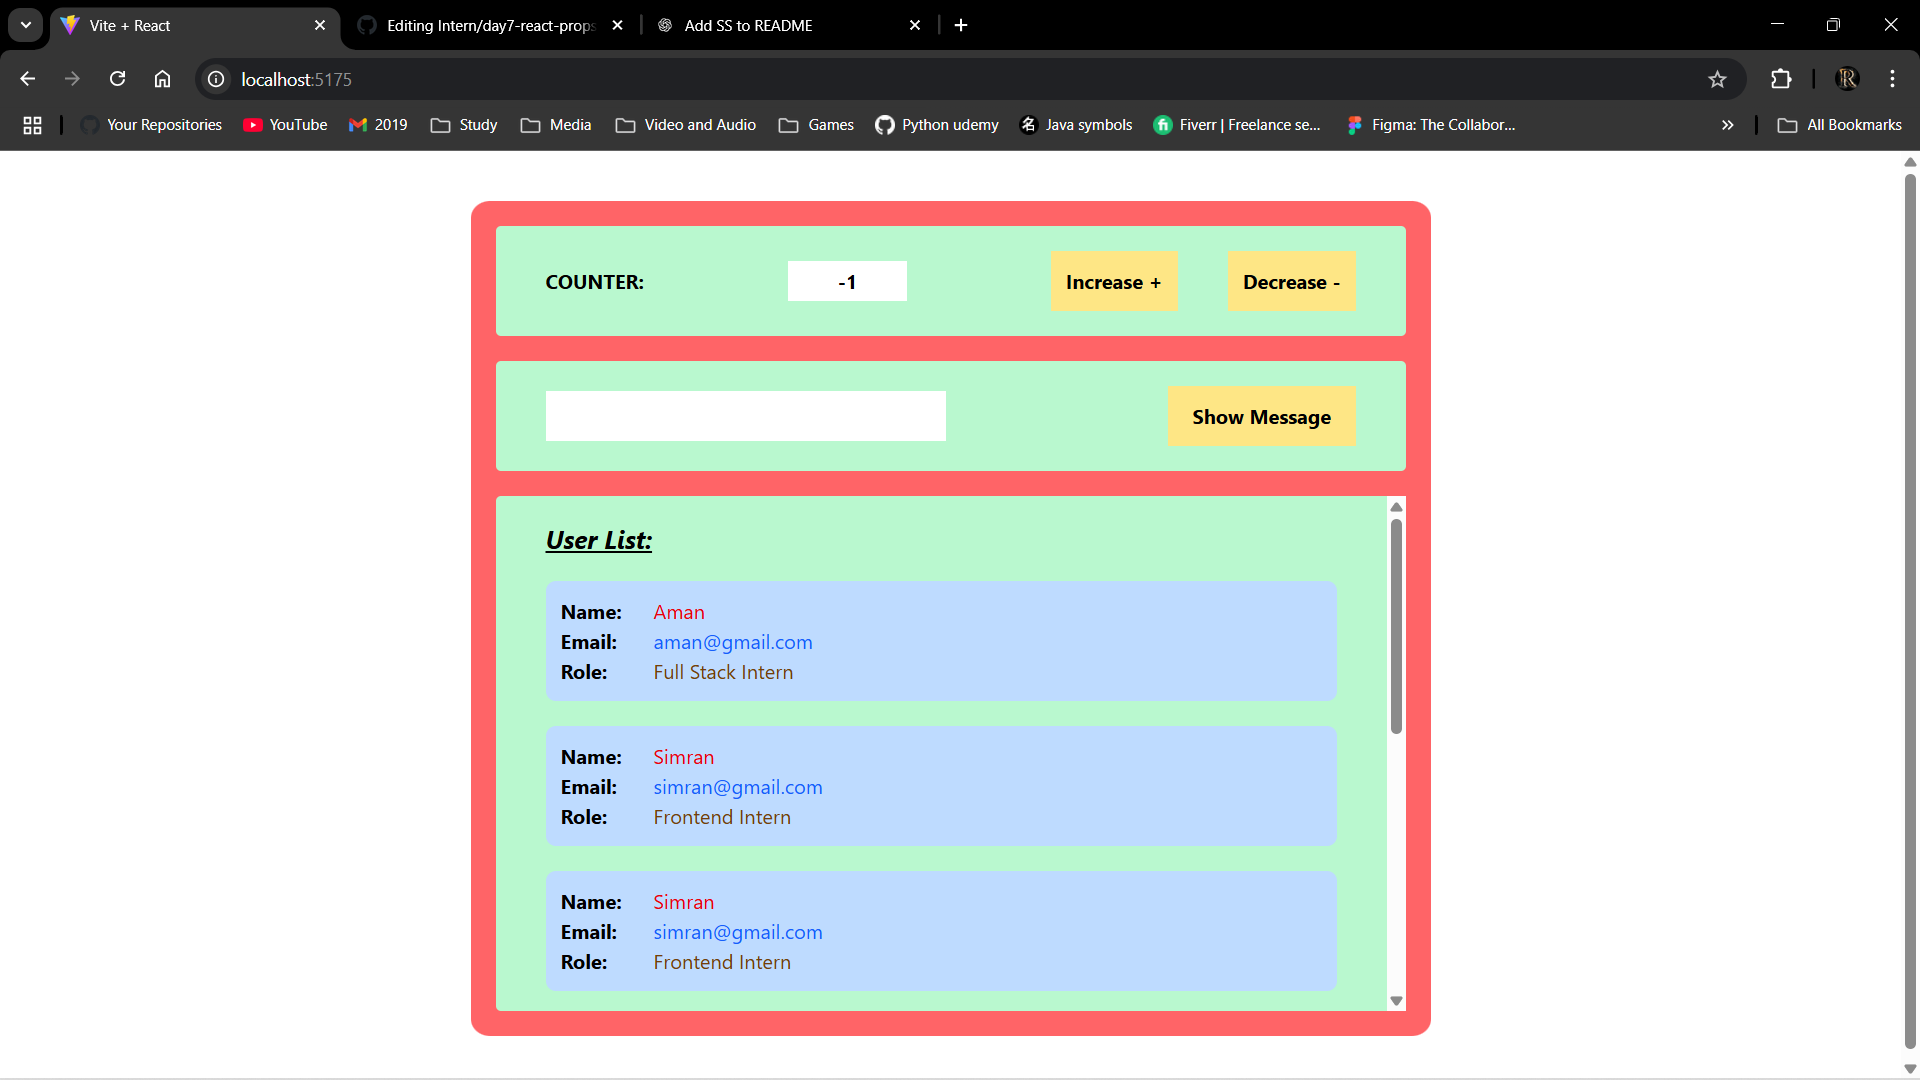 Vite + React
Editing Intern/day7-react-props
Add SS to README
localhost:5175
Your Repositories
YouTube
2019
Study
Media
Video and Audio
Games
Python udemy
名
Java symbols
Fiverr | Freelance se...
Figma: The Collabor...
All Bookmarks
COUNTER:
-1
Increase +
Decrease -
Show Message
User List:
Name: Aman
Email: aman@gmail.com
Role: Full Stack Intern
Name: Simran
Email: simran@gmail.com
Role: Frontend Intern
Name: Simran
Email: simran@gmail.com
Role: Frontend Intern